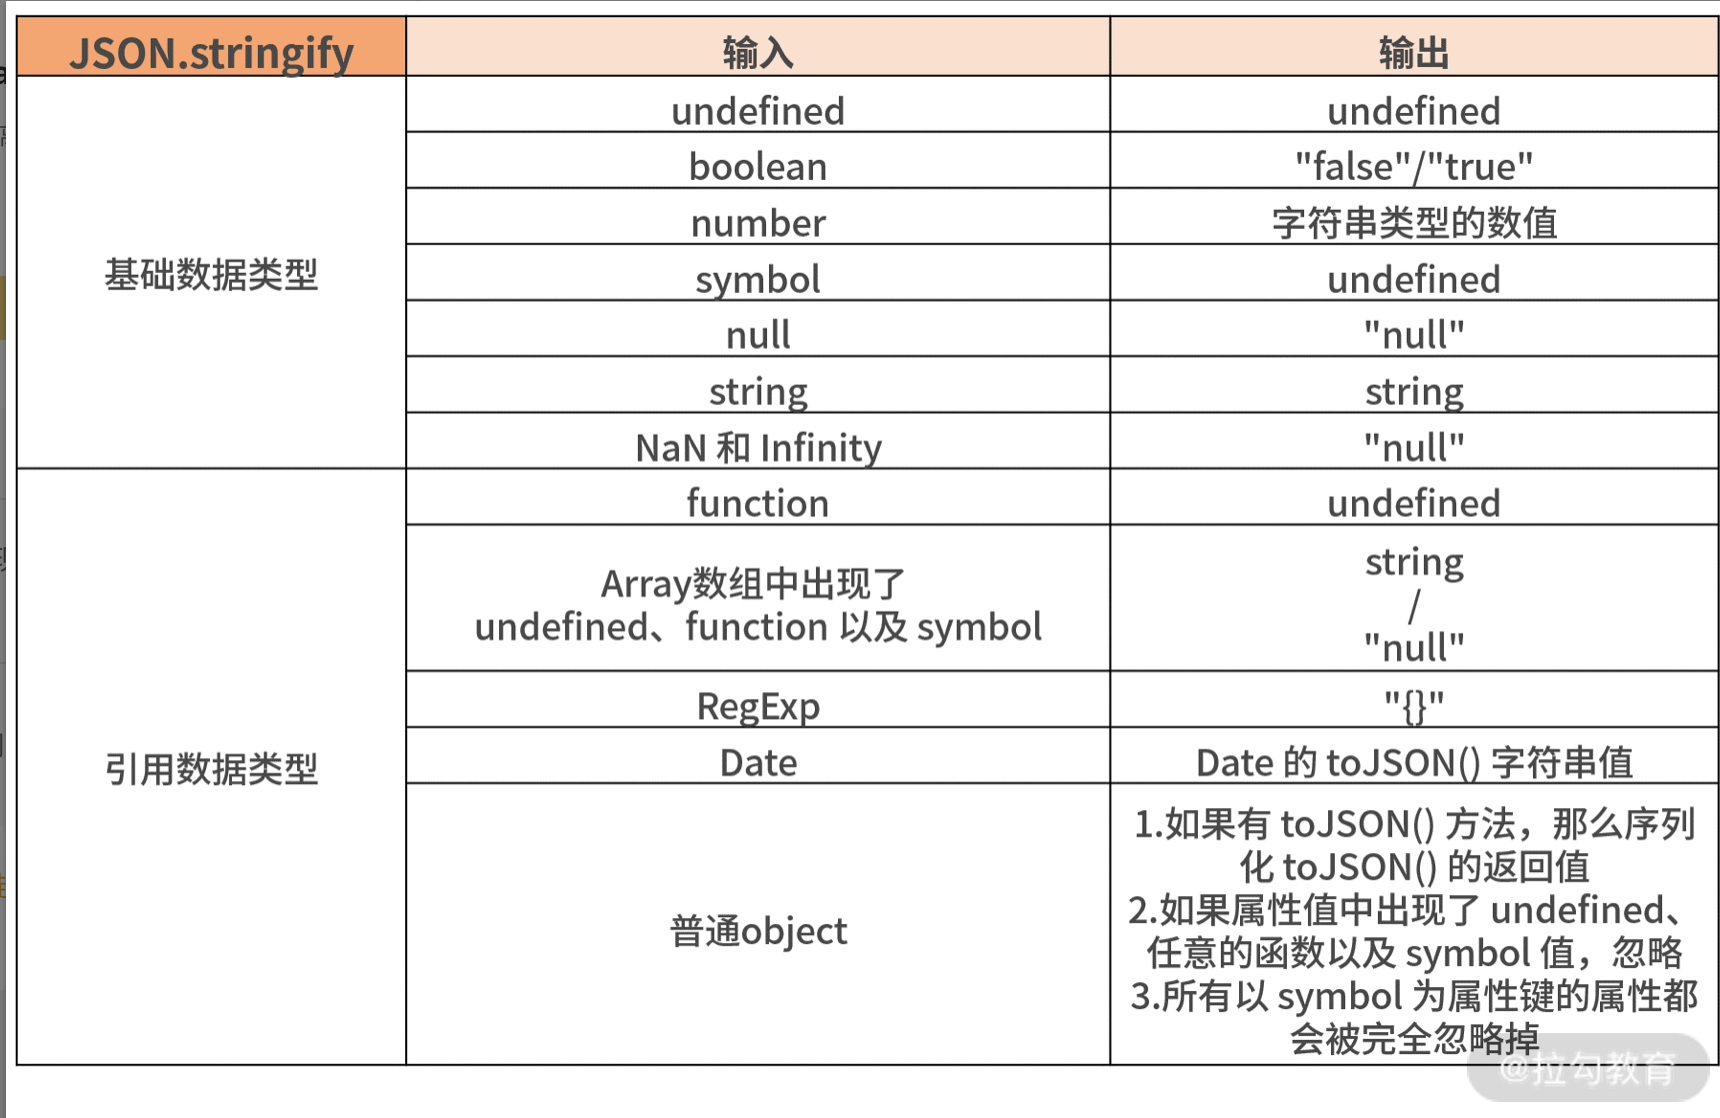 JSON.stringify
输入
输出
基础数据类型
undefined
undefined
boolean
"false"/"true"
number
字符串类型的数值
symbol
undefined
null
"null"
string
string
NaN 和 Infinity
"null"
引用数据类型
function
undefined
Array数组中出现了
undefined、function 以及 symbol
string
/
"null"
RegExp
"{}"
Date
Date 的 toJSON() 字符串值
普通object
1.如果有 toJSON() 方法，那么序列
化 toJSON() 的返回值
2.如果属性值中出现了 undefined、
任意的函数以及 symbol 值，忽略
3.所有以 symbol 为属性键的属性都
会被完全忽略掉
@拉勾教育